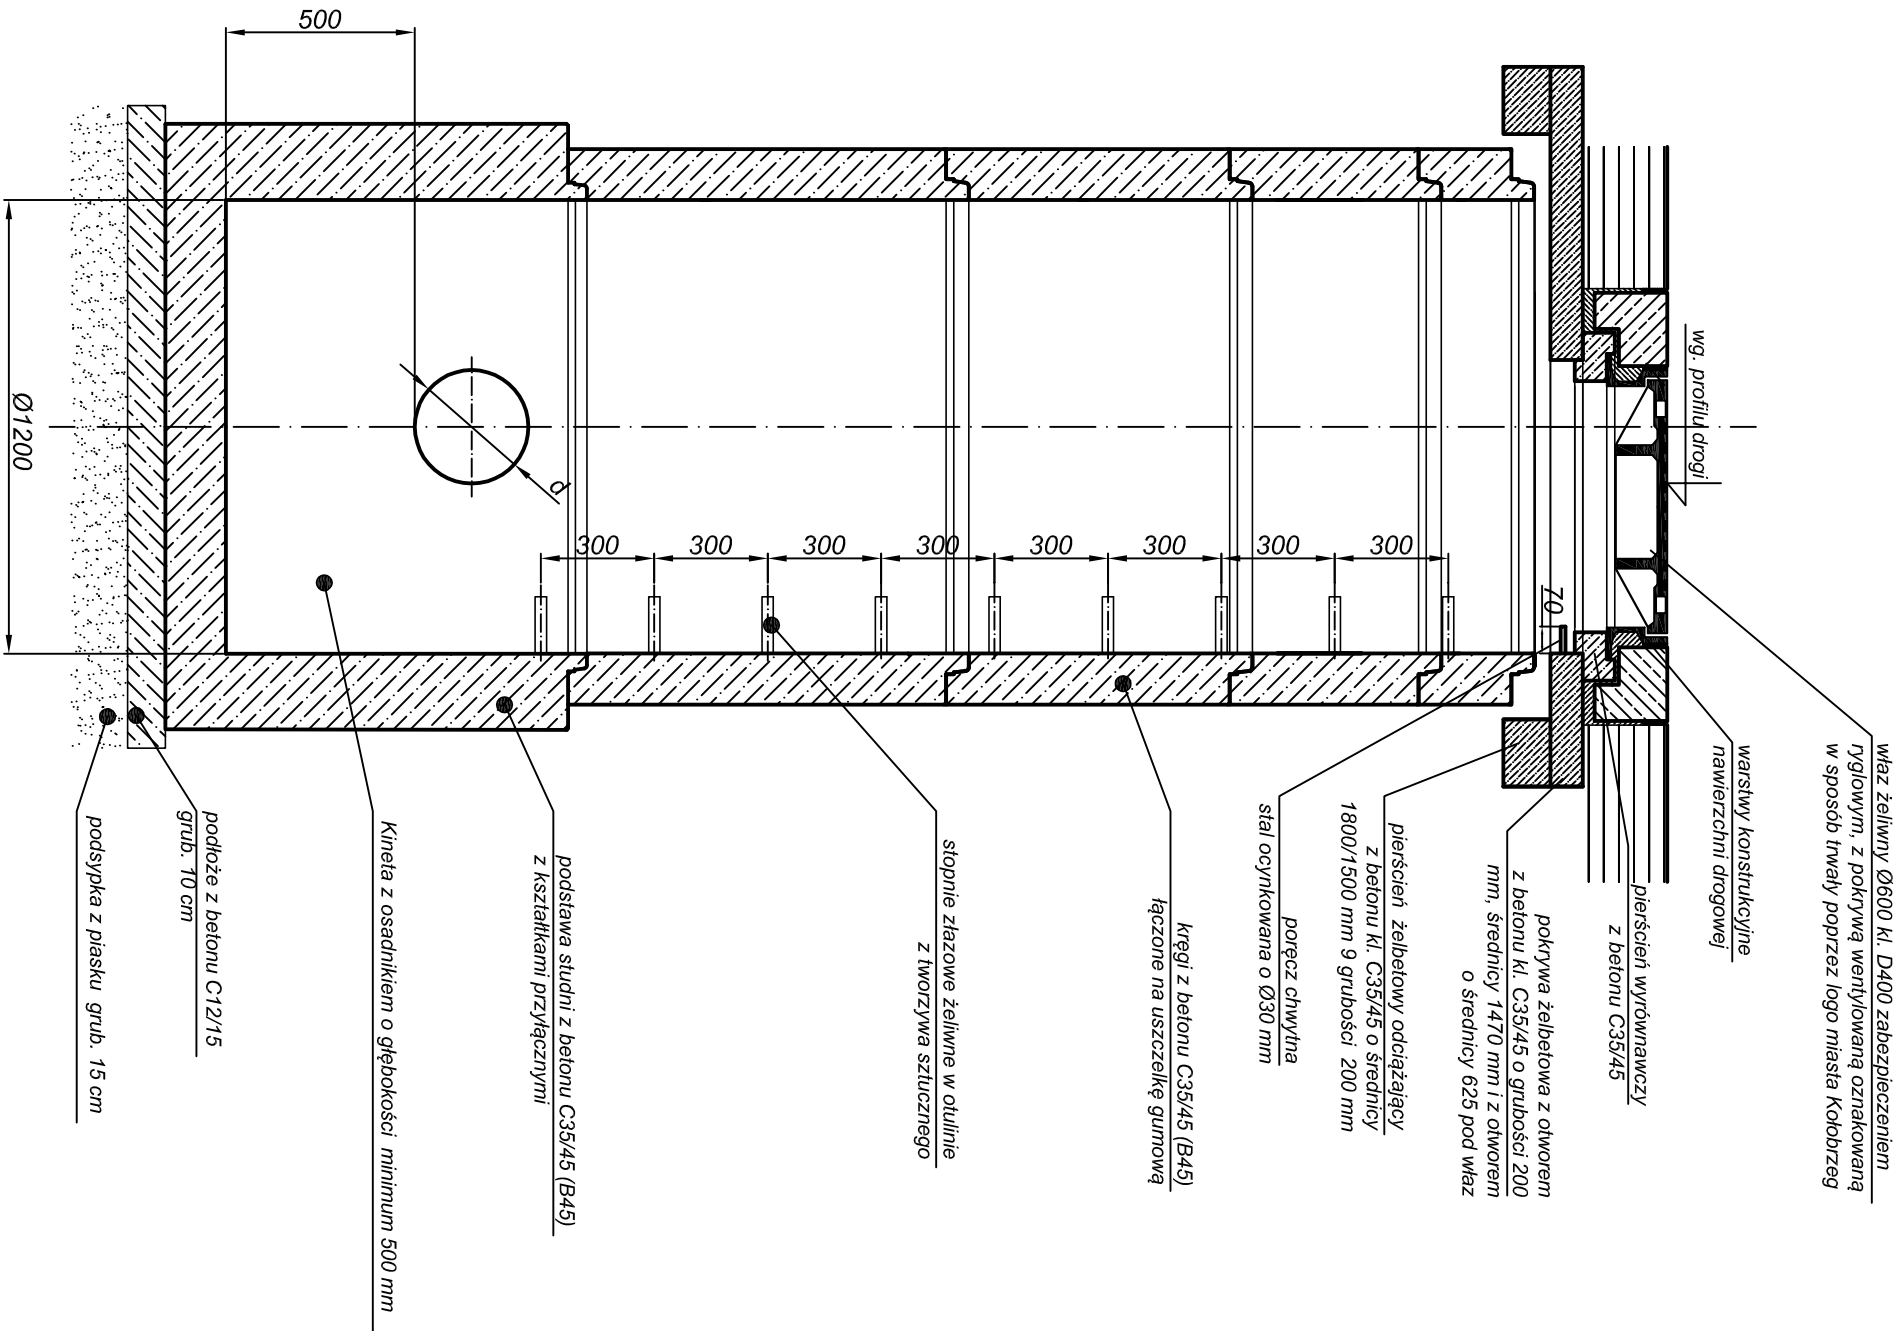 właz żeliwny Ø600 kl. D400 zabezpieczeniem
ryglowym, z pokrywą wentylowaną oznakowaną
w sposób trwały poprzez logo miasta Kołobrzeg
warstwy konstrukcyjne
nawierzchni drogowej
wg. profilu drogi
pierścień wyrównawczy
z betonu C35/45
pokrywa żelbetowa z otworem
z betonu kl. C35/45 o grubości 200
mm, średnicy 1470 mm i z otworem
o średnicy 625 pod właz
pierścień żelbetowy odciążający
z betonu kl. C35/45 o średnicy
1800/1500 mm 9 grubości 200 mm
poręcz chwytna
stal ocynkowana o Ø30 mm
kręgi z betonu C35/45 (B45)
łączone na uszczelkę gumową
stopnie złazowe żeliwne w otulinie
z tworzywa sztucznego
podstawa studni z betonu C35/45 (B45)
z kształtkami przyłącznymi
Kineta z osadnikiem o głębokości minimum 500 mm
podłoże z betonu C12/15
grub. 10 cm
podsypka z piasku grub. 15 cm
70
300
300
300
300
300
300
300
300
d
500
Ø1200